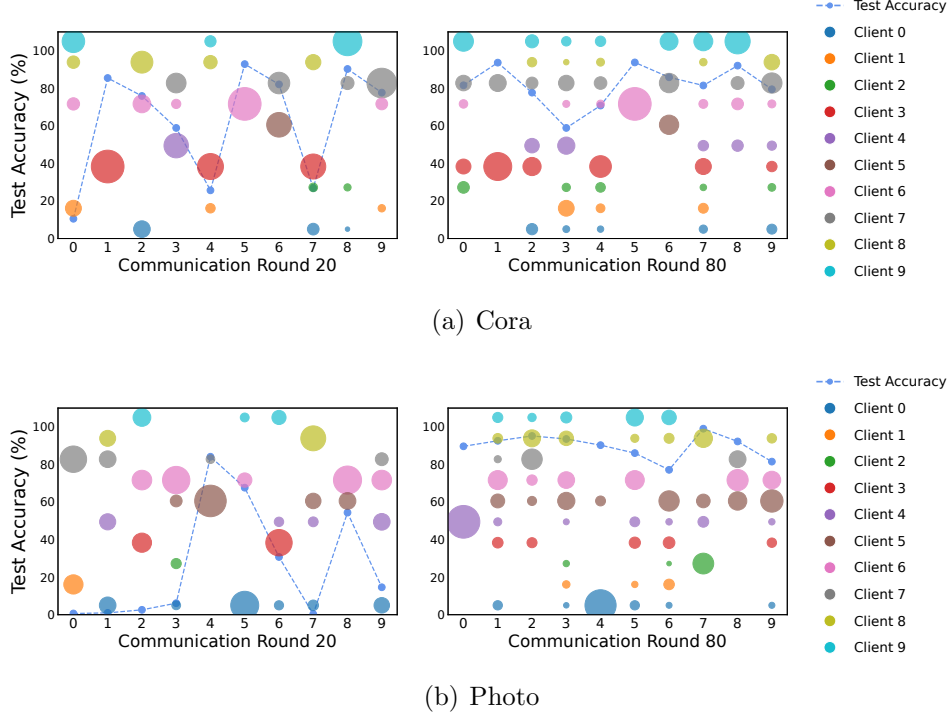 Test Accuracy
Client 0
Client 1
Client 2
Client 3
Client 4
Client 5
Client 6
Client 7
Client 8
Client 9
Test Accuracy (%)
100
80
60
40
20
0
0 1 2 3 4 5 6 7 8 9
Communication Round 20
100
80
60
40
20
0
0 1 2 3 4 5 6 7 8 9
Communication Round 80
(a) Cora
Test Accuracy
Client 0
Client 1
Client 2
Client 3
Client 4
Client 5
Client 6
Client 7
Client 8
Client 9
Test Accuracy (%)
100
80
60
40
20
0
0 1 2 3 4 5 6 7 8 9
Communication Round 20
100
80
60
40
20
0
0 1 2 3 4 5 6 7 8 9
Communication Round 80
(b) Photo